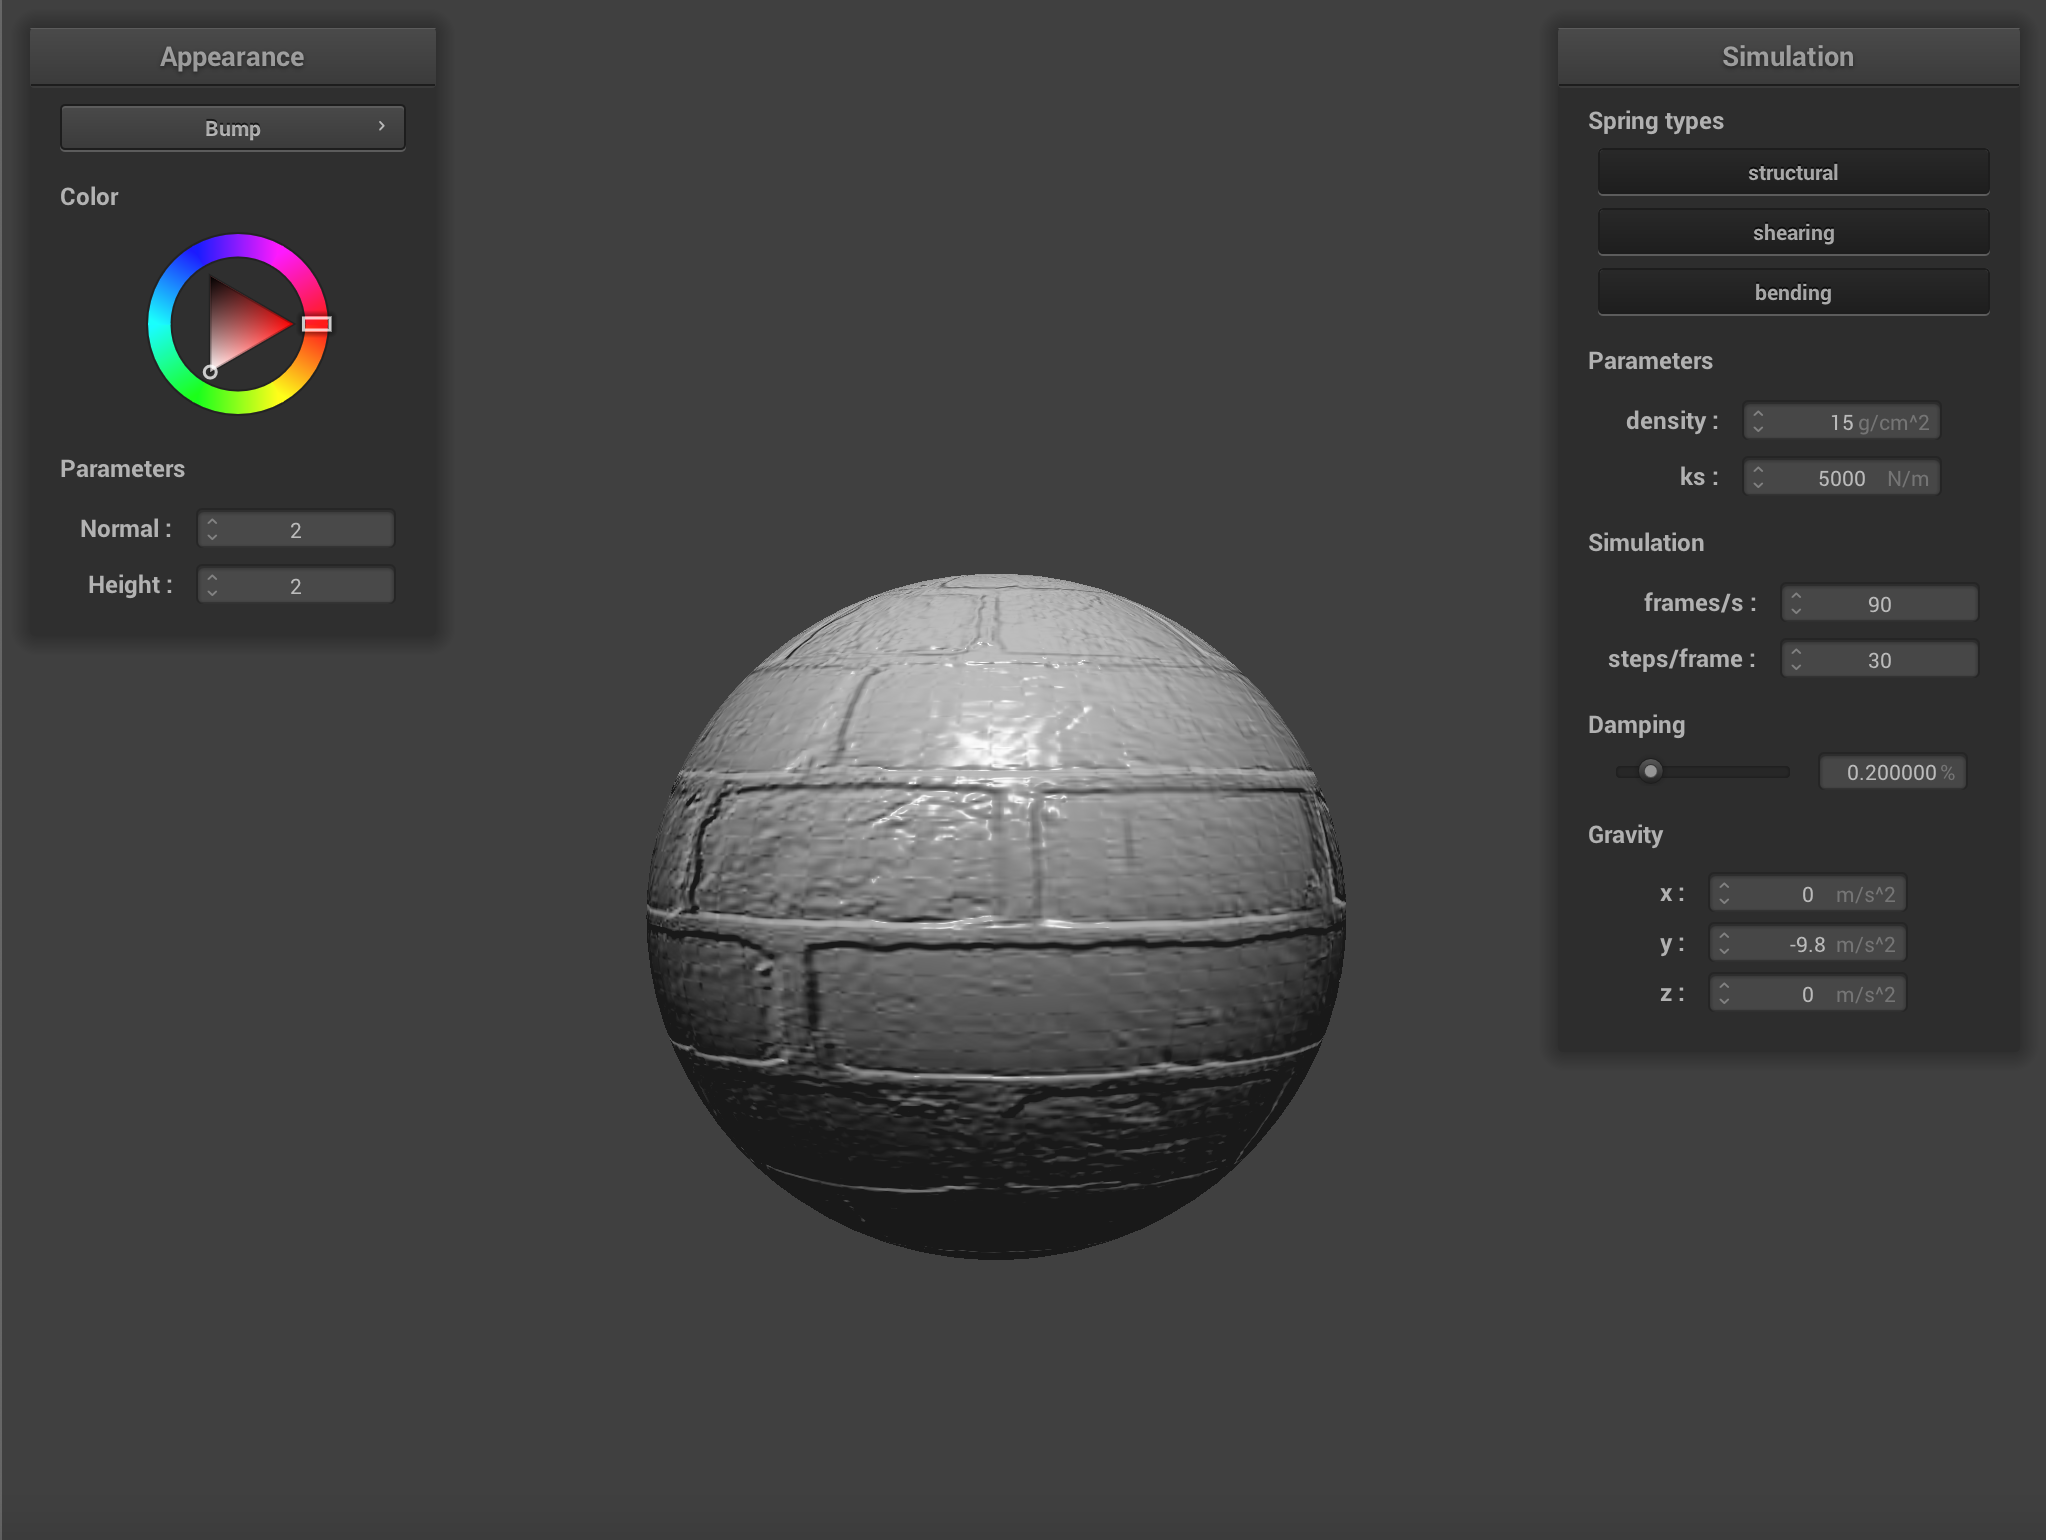 Appearance
Bump
Color
Parameters
Normal : 2
Height : 2
Simulation
Spring types
structural
shearing
bending
Parameters
density : 15 g/cm^2
ks : 5000 N/m
Simulation
frames/s : 90
steps/frame : 30
Damping
0.200000 %
Gravity
x : 0 m/s^2
y : -9.8 m/s^2
z : 0 m/s^2